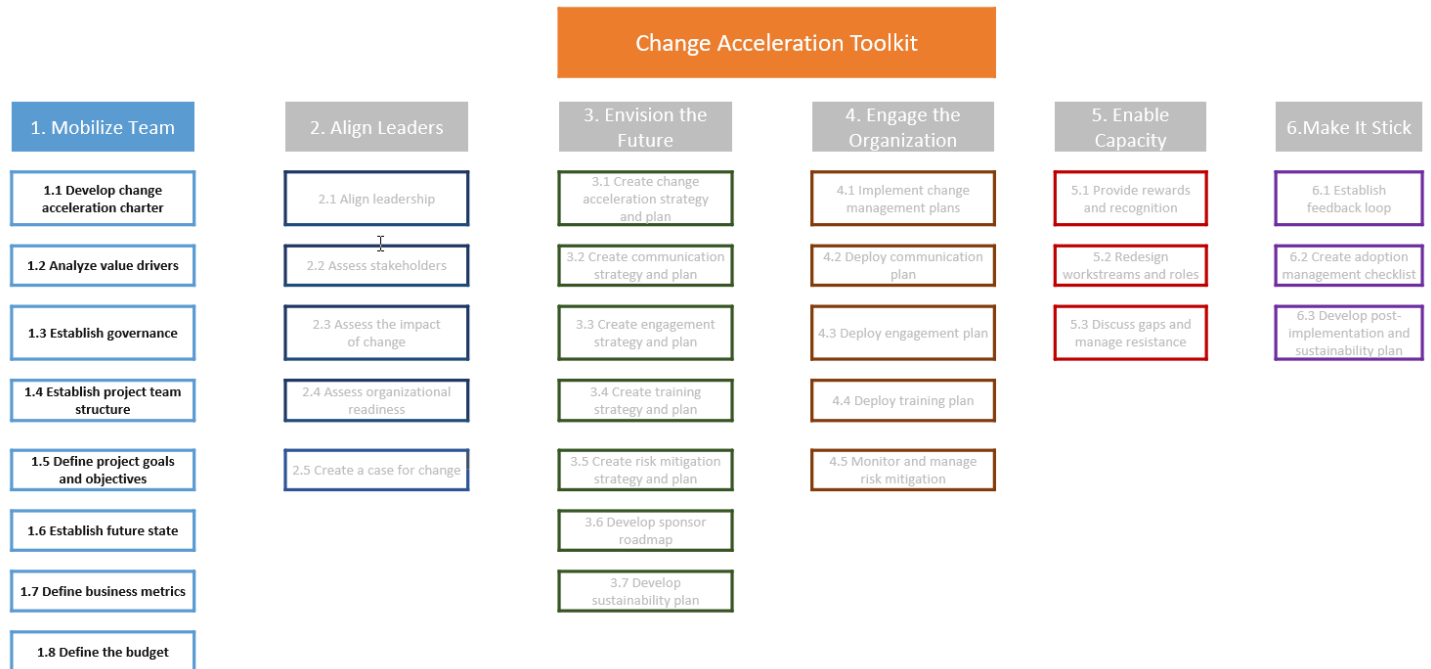 Change Acceleration Toolkit
1. Mobilize Team
1.1 Develop change
acceleration charter
1.2 Analyze value drivers
1.3 Establish governance
1.4 Establish project team
structure
1.5 Define project goals
and objectives
1.6 Establish future state
1.7 Define business metrics
1.8 Define the budget
2. Align Leaders
2.1 Align leadership
2.2 Assess stakeholders
2.3 Assess the impact
of change
2.4 Assess organizational
readiness
2.5 Create a case for change
3. Envision the
Future
3.1 Create change
acceleration strategy
and plan
3.2 Create communication
strategy and plan
3.3 Create engagement
strategy and plan
3.4 Create training
strategy and plan
3.5 Create risk mitigation
strategy and plan
3.6 Develop sponsor
roadmap
3.7 Develop
sustainability plan
4. Engage the
Organization
4.1 Implement change
management plans
4.2 Deploy communication
plan
4.3 Deploy engagement plan
4.4 Deploy training plan
4.5 Monitor and manage
risk mitigation
5. Enable
Capacity
5.1 Provide rewards
and recognition
5.2 Redesign
workstreams and roles
5.3 Discuss gaps and
manage resistance
6.Make It Stick
6.1 Establish
feedback loop
6.2 Create adoption
management checklist
6.3 Develop post-
implementation and
sustainability plan